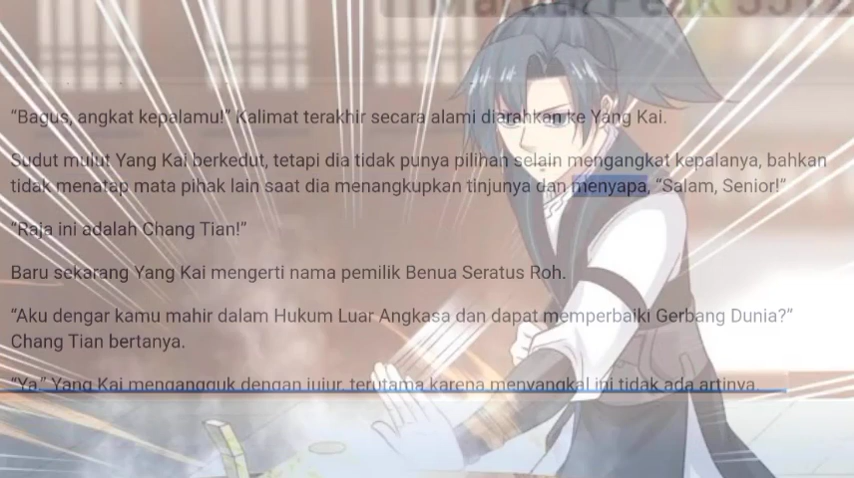 "Bagus, angkat kepalamu!" Kalimat terakhir secara alami diarahkan ke Yang Kai.
Sudut mulut Yang Kai berkedut, tetapi dia tidak punya pilihan selain mengangkat kepalanya, bahkan
tidak menatap mata pihak lain saat dia menangkupkan tinjunya dan menyapa, "Salam, Senior!"
"Raja ini adalah Chang Tian!"
Baru sekarang Yang Kai mengerti nama pemilik Benua Seratus Roh.
"Aku dengar kamu mahir dalam Hukum Luar Angkasa dan dapat memperbaiki Gerbang Dunia?"
Chang Tian bertanya.
"Ya." Yang Kai mengangguk dengan jujur, terutama karena menyangkal ini tidak ada artinya